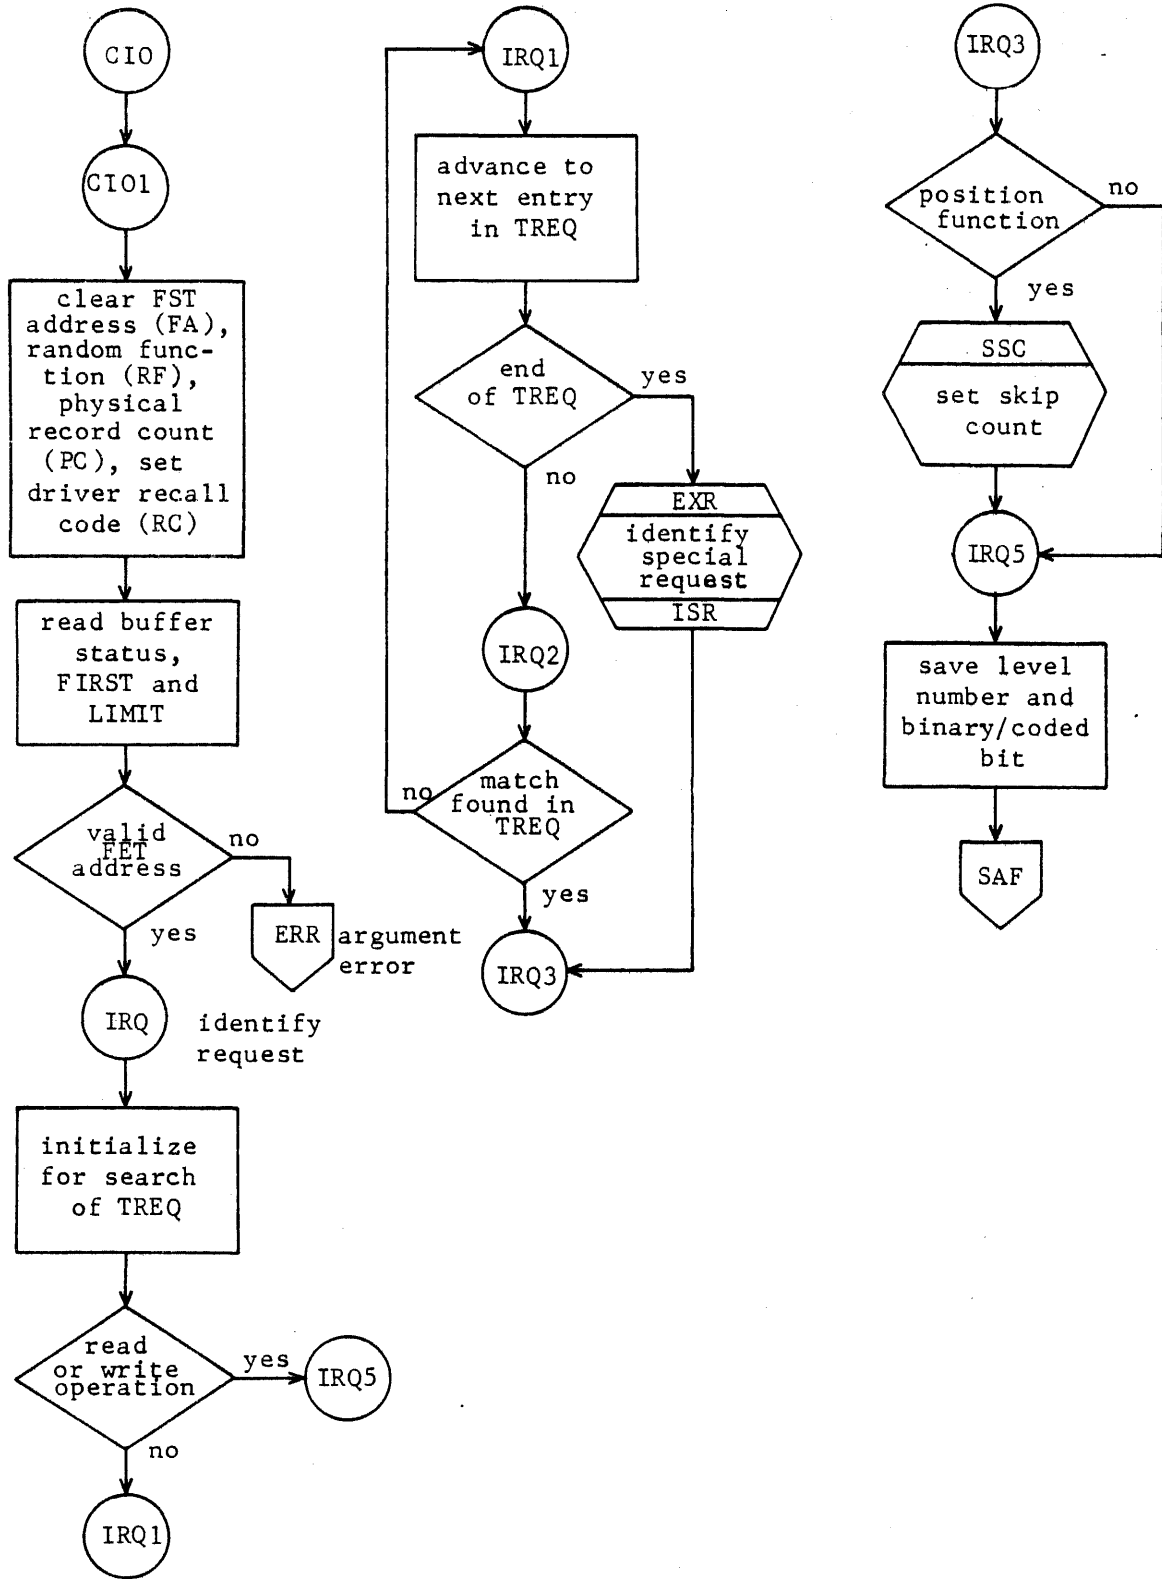 CIO
CIO1
clear FST
address (FA),
random func-
tion (RF),
physical
record count
(PC), set
driver recall
code (RC)
read buffer
status,
FIRST and
LIMIT
valid
FET
address
no
yes
ERR
argument
error
IRQ
identify
request
initialize
for search
of TREQ
read
or write
operation
yes
IRQ5
no
IRQ1
IRQ1
advance to
next entry
in TREQ
end
of TREQ
yes
no
EXR
identify
special
request
ISR
IRQ2
match
found in
TREQ
no
yes
IRQ3
IRQ3
position
function
no
yes
SSC
set skip
count
IRQ5
save level
number and
binary/coded
bit
SAF